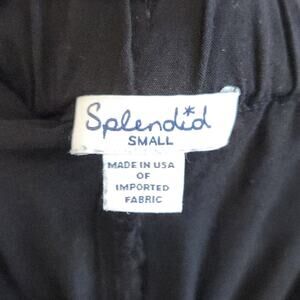 Splendid
SMALL
MADE IN USA
OF
IMPORTED
FABRIC